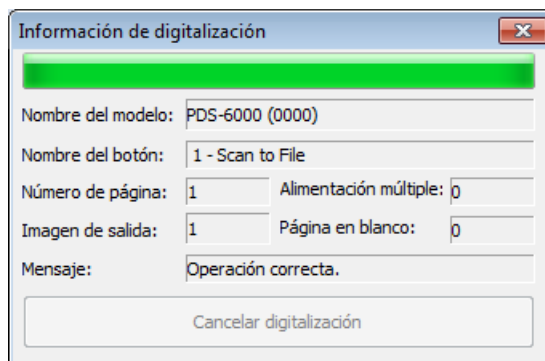 Información de digitalización
Nombre del modelo: PDS-6000 (0000)
Nombre del botón: 1 - Scan to File
Número de página: 1 Alimentación múltiple: 0
Imagen de salida: 1 Página en blanco: 0
Mensaje: Operación correcta.
Cancelar digitalización